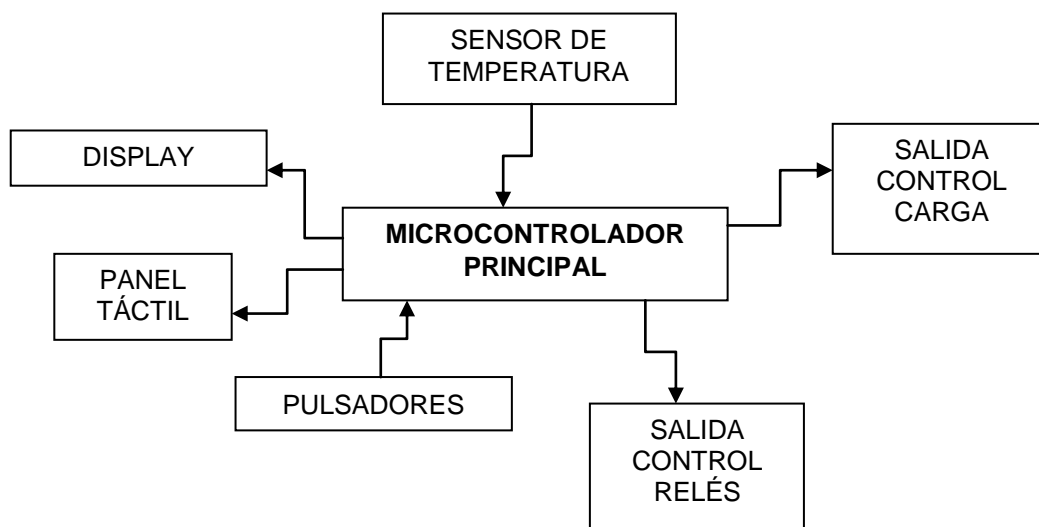 SENSOR DE
TEMPERATURA
DISPLAY
SALIDA
CONTROL
CARGA
MICROCONTROLADOR
PRINCIPAL
PANEL
TÁCTIL
PULSADORES
SALIDA
CONTROL
RELÉS